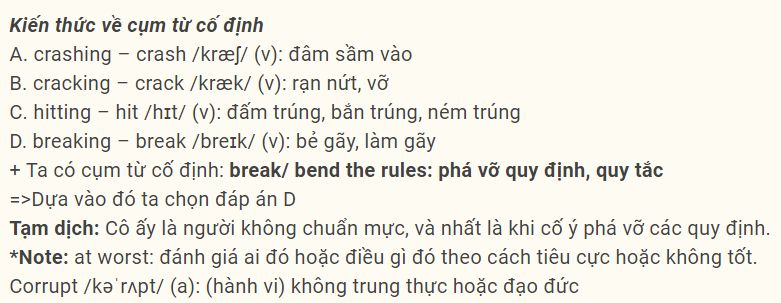 Kiến thức về cụm từ cố định
A. crashing – crash /kræʃ/ (v): đâm sầm vào
B. cracking – crack /kræk/ (v): rạn nứt, vỡ
C. hitting – hit /hɪt/ (v): đấm trúng, bắn trúng, ném trúng
D. breaking – break /breɪk/ (v): bẻ gãy, làm gãy
+ Ta có cụm từ cố định: break/ bend the rules: phá vỡ quy định, quy tắc
=>Dựa vào đó ta chọn đáp án D
Tạm dịch: Cô ấy là người không chuẩn mực, và nhất là khi cố ý phá vỡ các quy định.
*Note: at worst: đánh giá ai đó hoặc điều gì đó theo cách tiêu cực hoặc không tốt.
Corrupt /kəˈrʌpt/ (a): (hành vi) không trung thực hoặc đạo đức